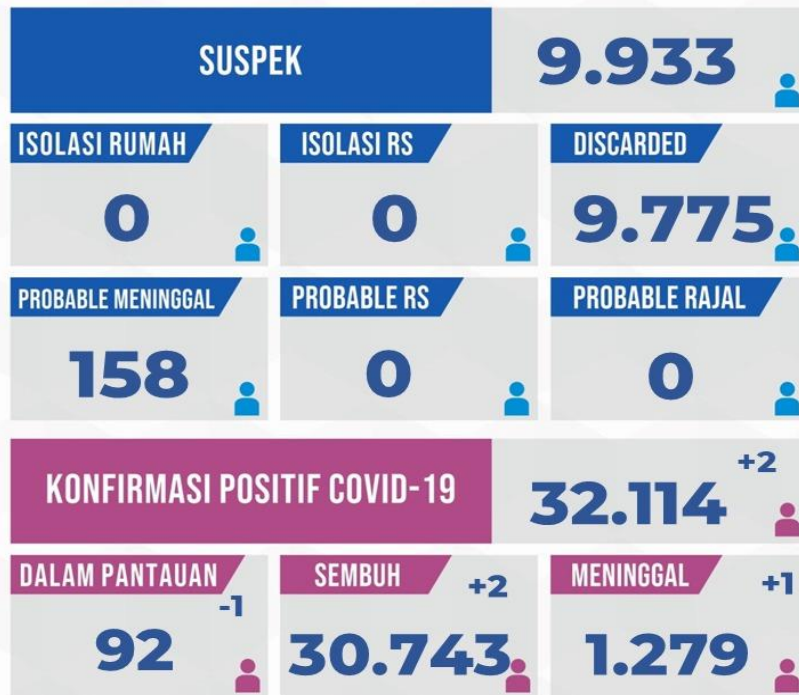 SUSPEK
9.933
ISOLASI RUMAH
0
ISOLASI RS
0
DISCARDED
9.775
PROBABLE MENINGGAL
158
PROBABLE RS
0
PROBABLE RAJAL
0
KONFIRMASI POSITIF COVID-19
+2
32.114
DALAM PANTAUAN
-1
92
SEMBUH
+2
30.743
MENINGGAL
+1
1.279